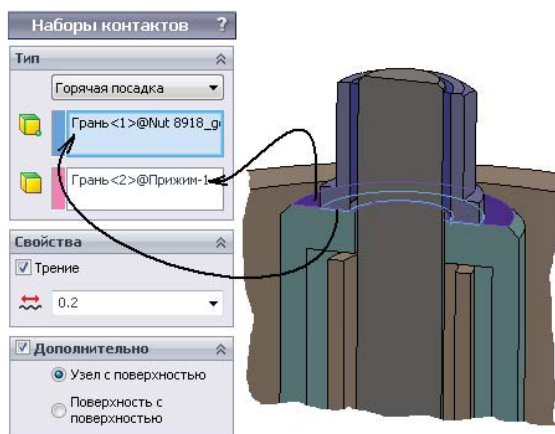 Наборы контактов ?
Тип
Горячая посадка
Грань<1>@Nut 8918_g
Грань<2>@Прижим-1
Свойства
Трение
0.2
Дополнительно
Узел с поверхностью
Поверхность с
поверхностью